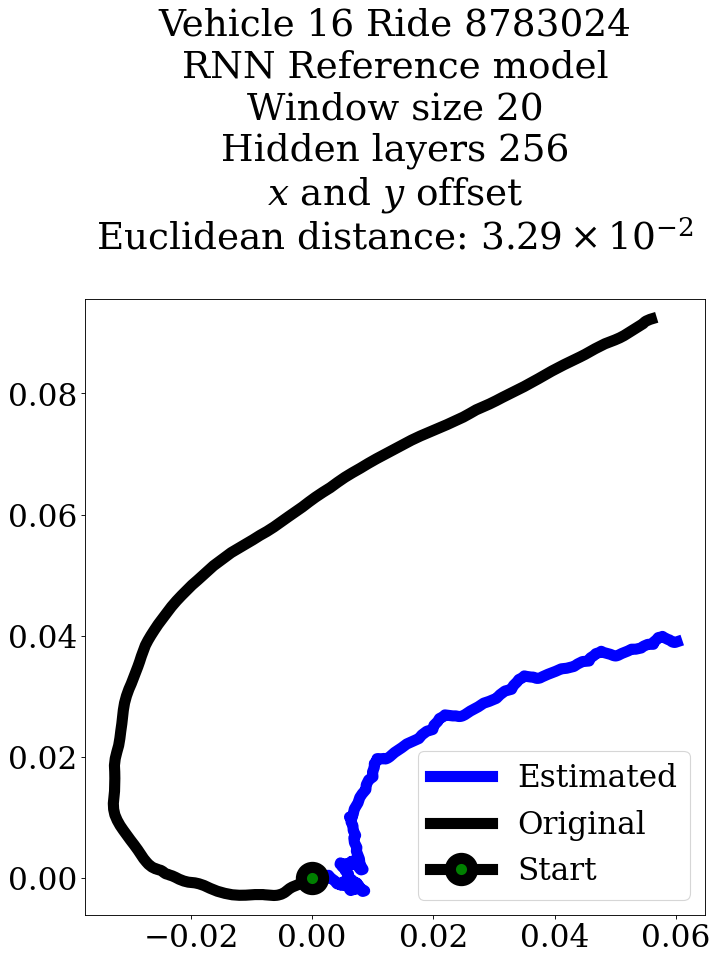 Vehicle 16 Ride 8783024
RNN Reference model
Window size 20
Hidden layers 256
x and y offset
Euclidean distance: 3.29 × 10⁻²
0.08
0.06
0.04
0.02
0.00
Estimated
Original
Start
−0.02 0.00 0.02 0.04 0.06